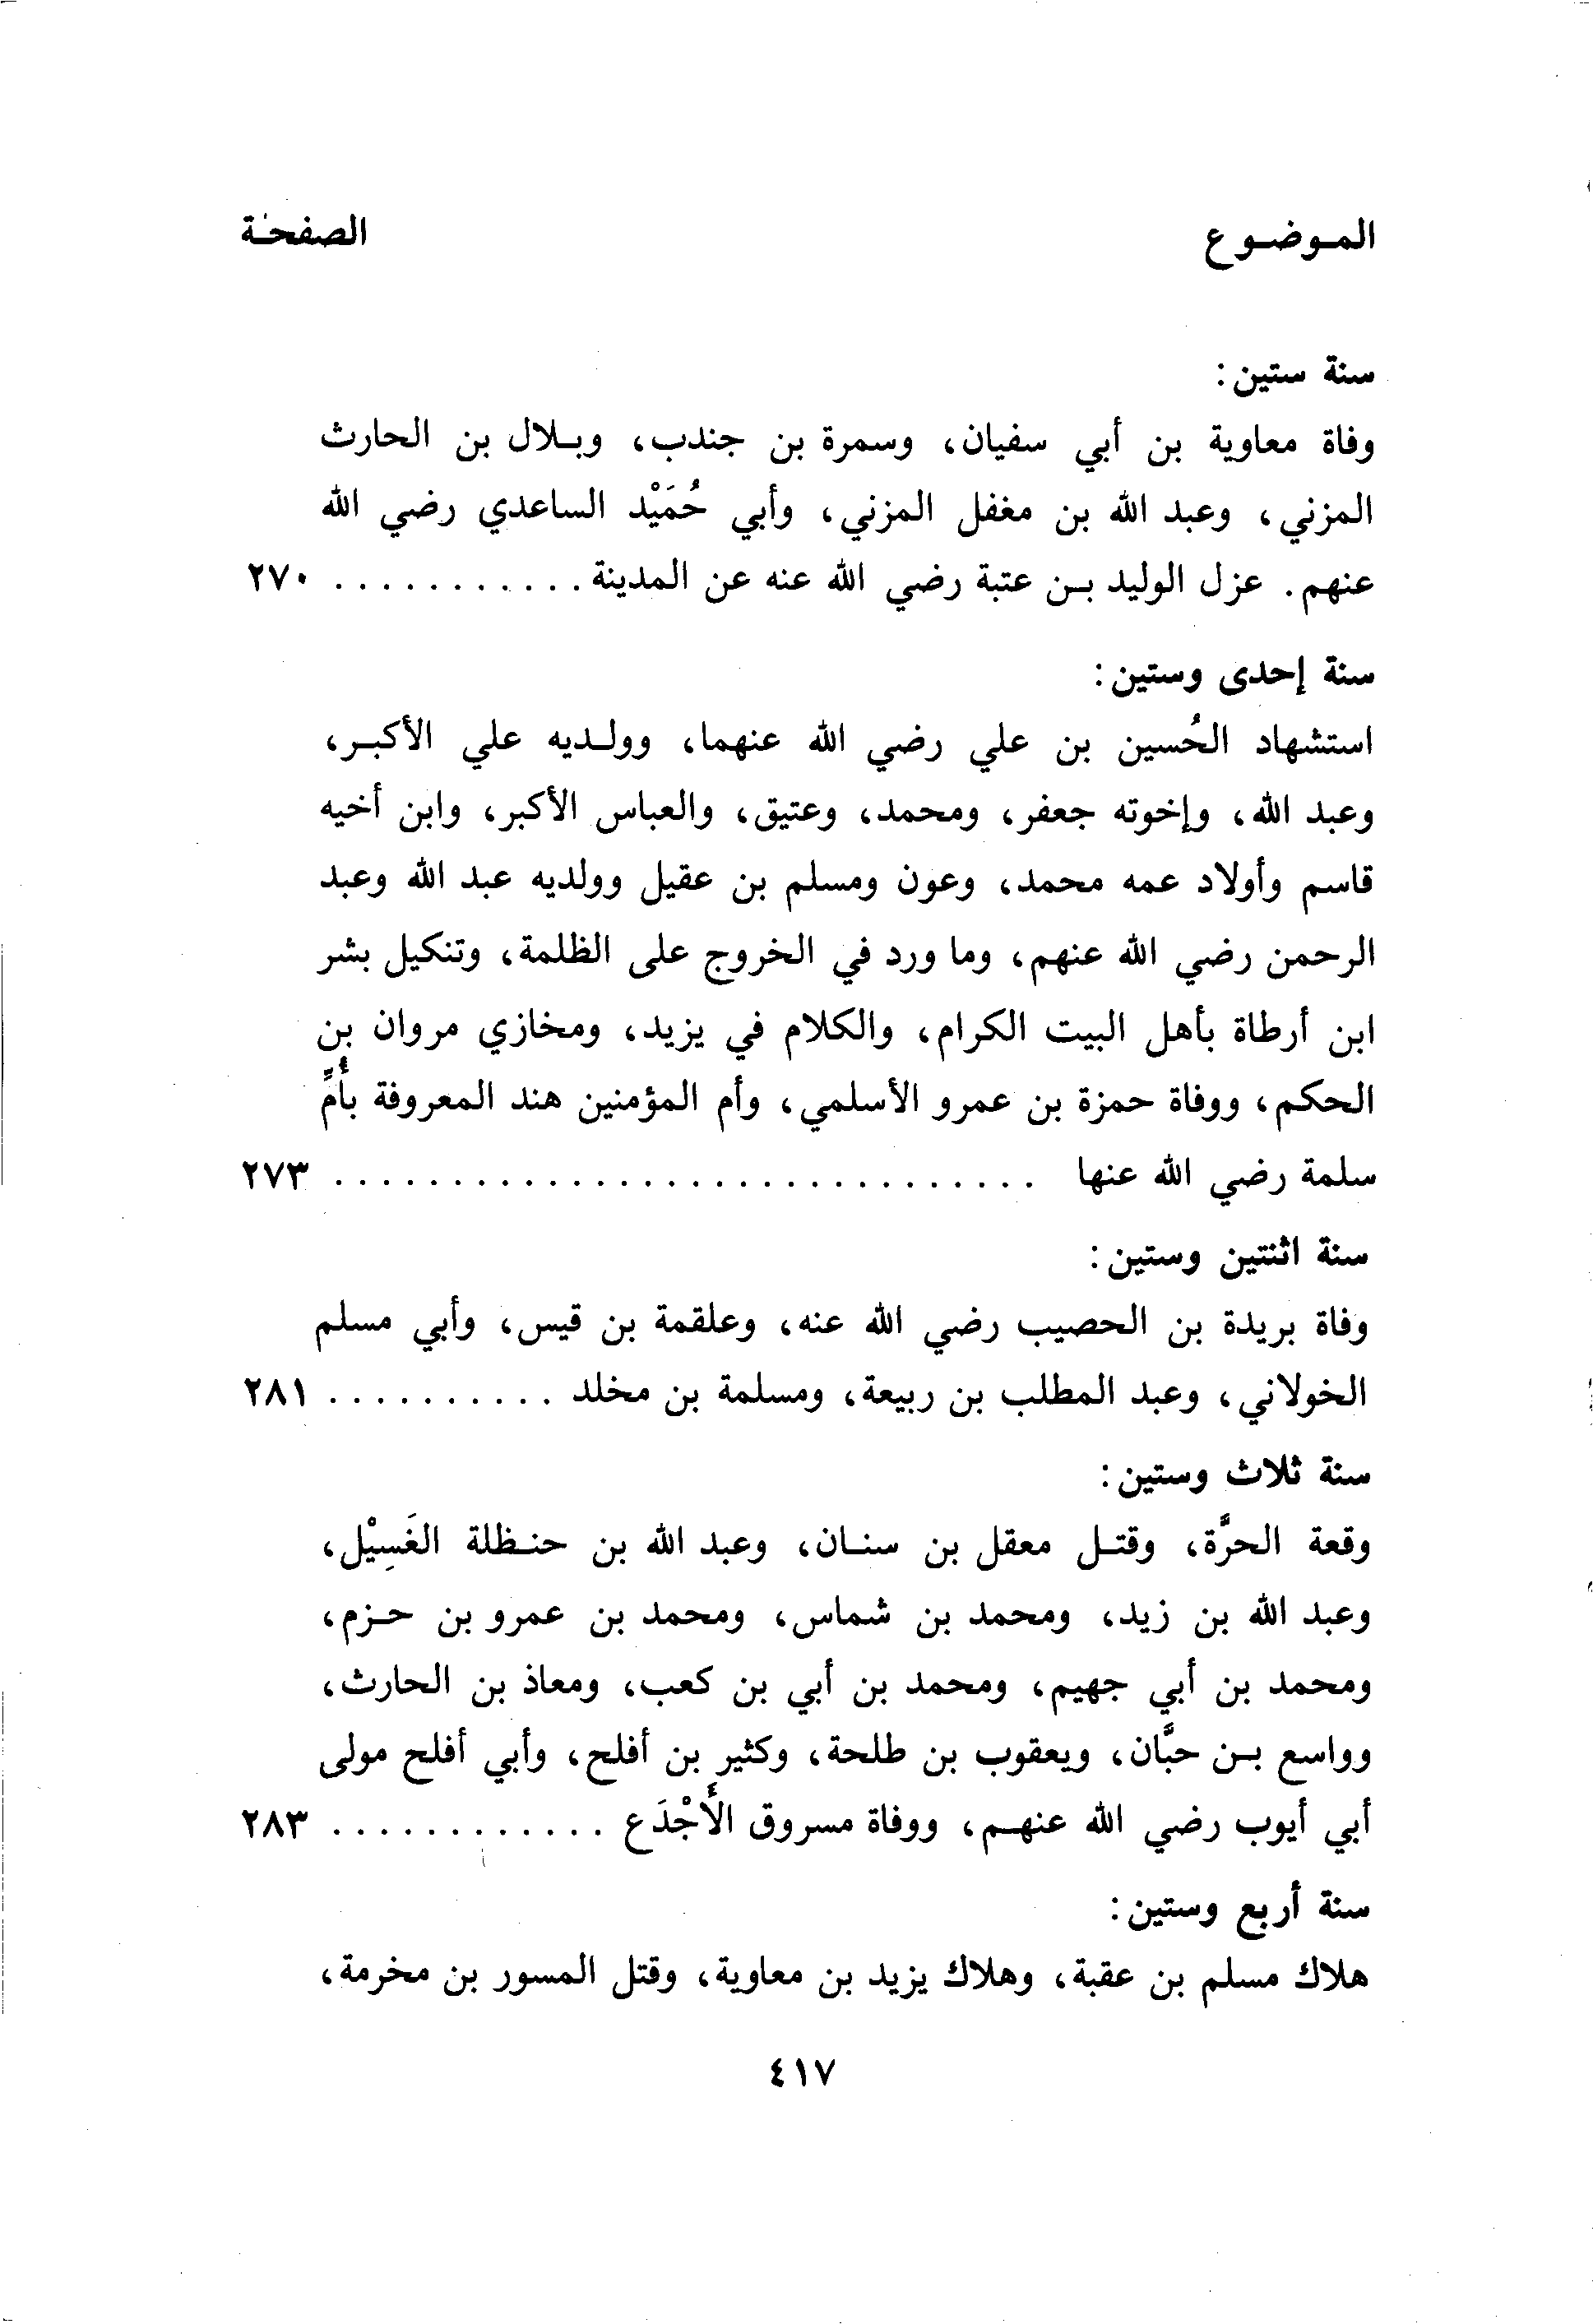 الموضوع الصفحة
سنة ستين:
وفاة معاوية بن أبي سفيان، وسمرة بن جندب، وبلال بن الحارث
المزني، وعبد الله بن مغفل المزني، وأبي حُمَيْد الساعدي رضي الله
عنهم. عزل الوليد بن عتبة رضي الله عنه عن المدينة . . . . . . . . . . . ٢٧٠
سنة إحدى وستين:
استشهاد الحُسين بن علي رضي الله عنهما، وولديه علي الأكبر،
وعبد الله، وإخوته جعفر، ومحمد، وعتيق، والعباس الأكبر، وابن أخيه
قاسم وأولاد عمه محمد، وعون ومسلم بن عقيل وولديه عبد الله وعبد
الرحمن رضي الله عنهم، وما ورد في الخروج على الظلمة، وتنكيل بشر
ابن أرطاة بأهل البيت الكرام، والكلام في يزيد، ومخازي مروان بن
الحكم، ووفاة حمزة بن عمرو الأسلمي، وأم المؤمنين هند المعروفة بأُمِّ
سلمة رضي الله عنها . . . . . . . . . . . . . . . . . . . . . . . . . . . . . . ٢٧٣
سنة اثنتين وستين:
وفاة بريدة بن الحصيب رضي الله عنه، وعلقمة بن قيس، وأبي مسلم
الخولاني، وعبد المطلب بن ربيعة، ومسلمة بن مخلد . . . . . . . . . . ٢٨١
سنة ثلاث وستين:
وقعة الحرَّة، وقتل معقل بن سنان، وعبد الله بن حنظلة الغَسِيْل،
وعبد الله بن زيد، ومحمد بن شماس، ومحمد بن عمرو بن حزم،
ومحمد بن أبي جهيم، ومحمد بن أبي بن كعب، ومعاذ بن الحارث،
وواسع بن حبَّان، ويعقوب بن طلحة، وكثير بن أفلح، وأبي أفلح مولى
أبي أيوب رضي الله عنهم، ووفاة مسروق الأَجْدَع . . . . . . . . . . . . ٢٨٣
سنة أربع وستين:
هلاك مسلم بن عقبة، وهلاك يزيد بن معاوية، وقتل المسور بن مخرمة،
٤١٧